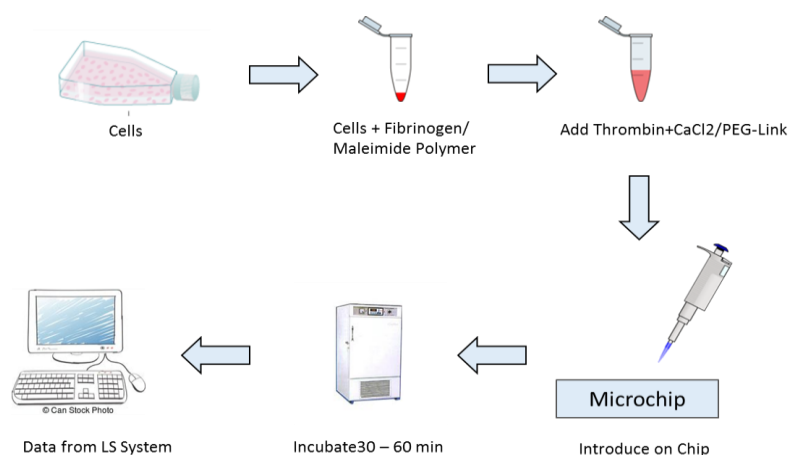 Cells
Cells + Fibrinogen/
Maleimide Polymer
Add Thrombin+CaCl2/PEG-Link
Microchip
Introduce on Chip
Incubate30 – 60 min
© Can Stock Photo
Data from LS System